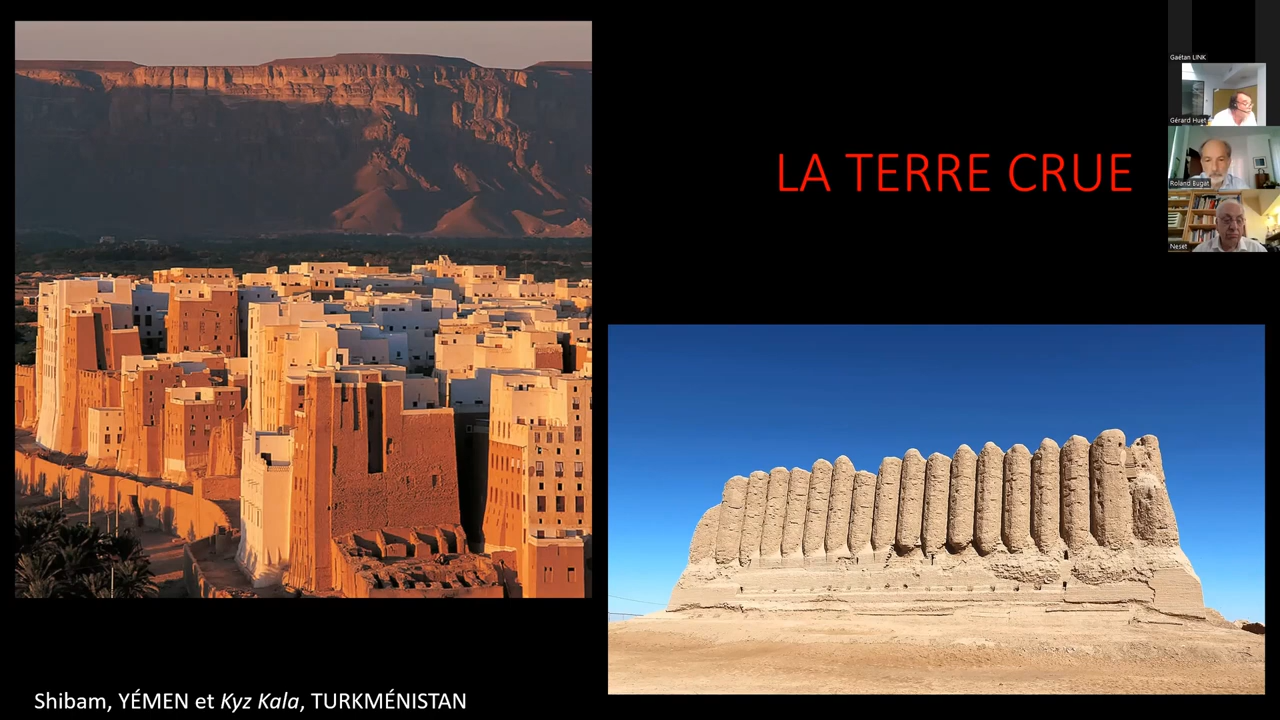 LA TERRE CRUE
Gaétan LINK
Gérard Huet
Roland Bugat
Neset
Shibam, YÉMEN et Kyz Kala, TURKMÉNISTAN